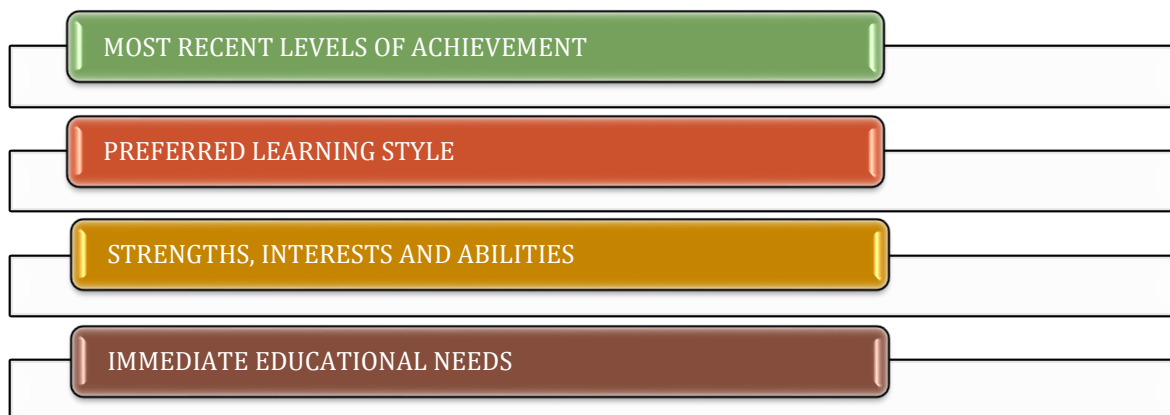 MOST RECENT LEVELS OF ACHIEVEMENT
PREFERRED LEARNING STYLE
STRENGTHS, INTERESTS AND ABILITIES
IMMEDIATE EDUCATIONAL NEEDS